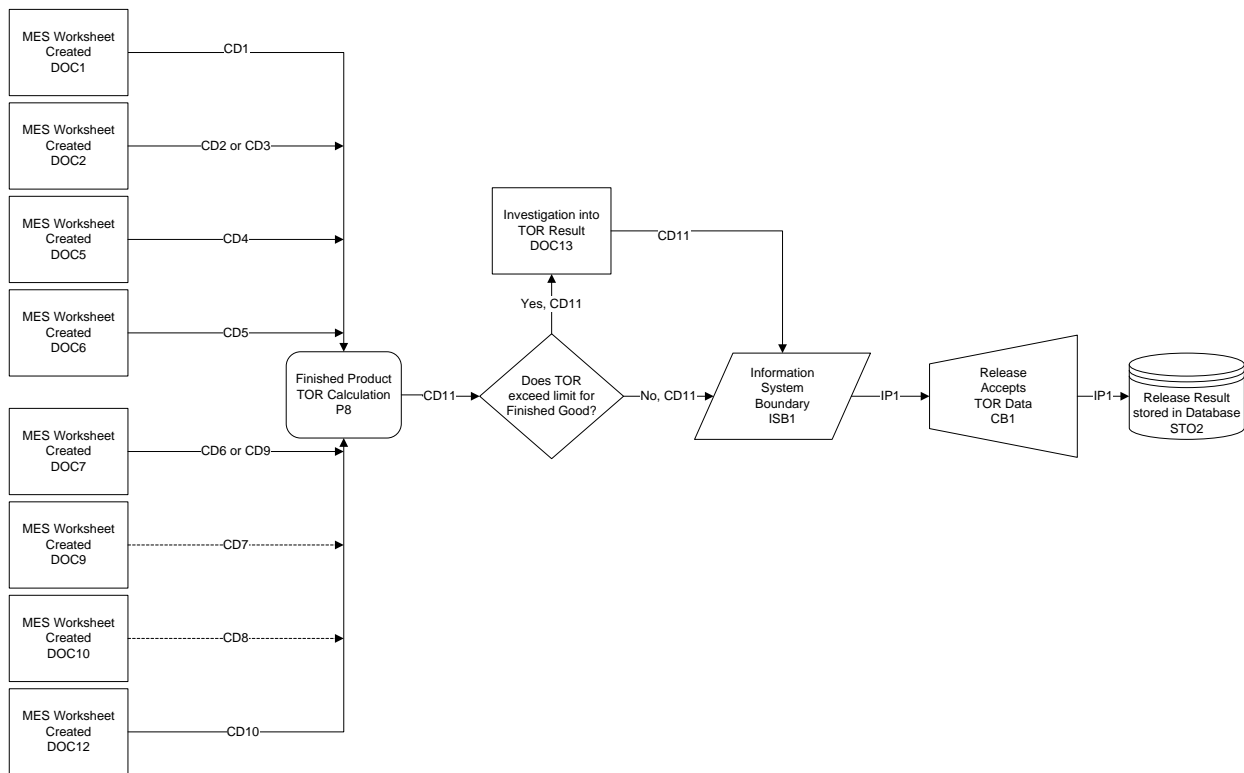 MES Worksheet
Created
DOC1
CD1
MES Worksheet
Created
DOC2
CD2 or CD3
MES Worksheet
Created
DOC5
CD4
MES Worksheet
Created
DOC6
CD5
Finished Product
TOR Calculation
P8
MES Worksheet
Created
DOC7
CD6 or CD9
MES Worksheet
Created
DOC9
CD7
MES Worksheet
Created
DOC10
CD8
MES Worksheet
Created
DOC12
CD10
CD11
Does TOR
exceed limit for
Finished Good?
Yes, CD11
Investigation into
TOR Result
DOC13
CD11
No, CD11
Information
System
Boundary
ISB1
IP1
Release
Accepts
TOR Data
CB1
IP1
Release Result
stored in Database
STO2